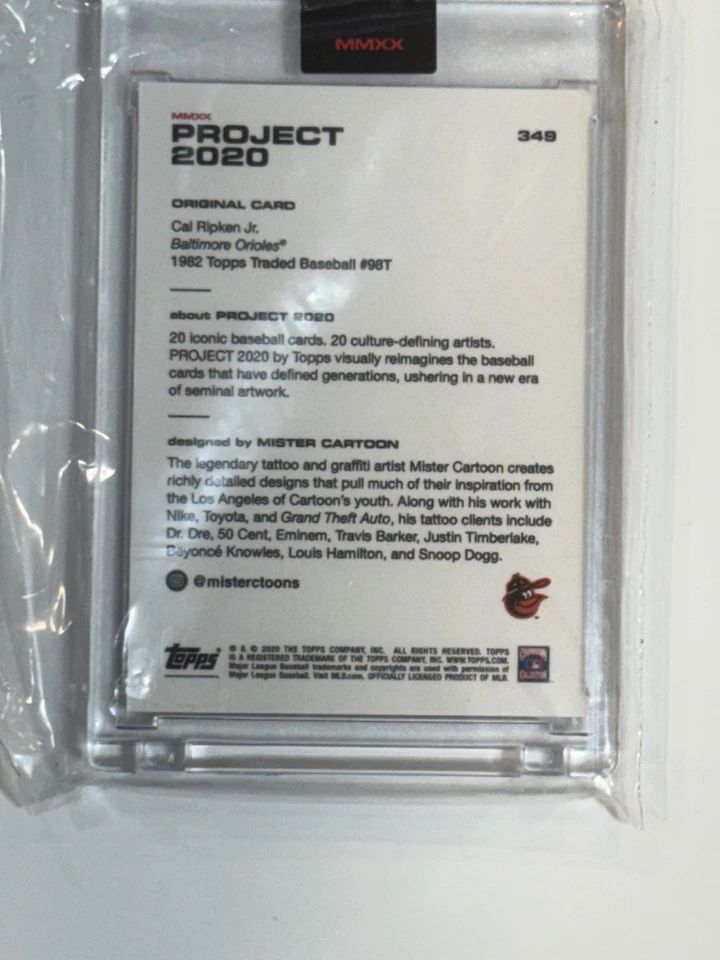 MMXX
MMXX
PROJECT
2020
349
ORIGINAL CARD
Cal Ripken Jr.
Baltimore Orioles®
1982 Topps Traded Baseball #98T
about PROJECT 2020
20 iconic baseball cards. 20 culture-defining artists.
PROJECT 2020 by Topps visually reimagines the baseball
cards that have defined generations, ushering in a new era
of seminal artwork.
designed by MISTER CARTOON
The legendary tattoo and graffiti artist Mister Cartoon creates
richly detailed designs that pull much of their inspiration from
the Los Angeles of Cartoon's youth. Along with his work with
Nike, Toyota, and Grand Theft Auto, his tattoo clients include
Dr. Dre, 50 Cent, Eminem, Travis Barker, Justin Timberlake,
Beyoncé Knowles, Louis Hamilton, and Snoop Dogg.
@misterctoons
topps
® & © 2020 THE TOPPS COMPANY, INC. ALL RIGHTS RESERVED. TOPPS
IS A REGISTERED TRADEMARK OF THE TOPPS COMPANY, INC. WWW.TOPPS.COM.
Major League Baseball trademarks and copyrights are used with permission of
Major League Baseball. Visit MLB.com. OFFICIALLY LICENSED PRODUCT OF MLB.
COLLECTION